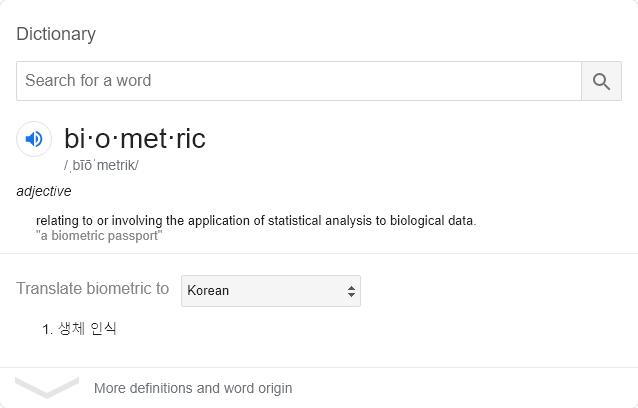 Dictionary
Search for a word
bi·o·met·ric
/ˌbīōˈmetrik/
adjective
relating to or involving the application of statistical analysis to biological data.
"a biometric passport"
Translate biometric to Korean
1. 생체 인식
More definitions and word origin